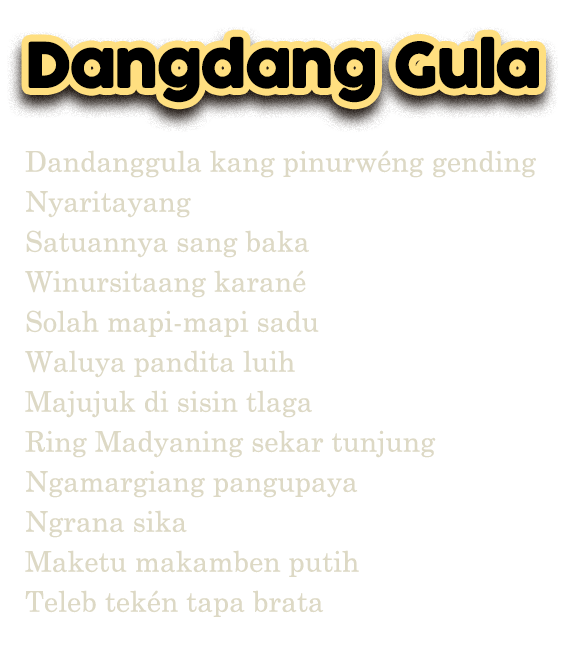 Dangdang Gula
Dandanggula kang pinurwéng gending
Nyaritayang
Satuannya sang baka
Winursitaang karané
Solah mapi-mapi sadu
Waluya pandita luih
Majujuk di sisin tlaga
Ring Madyaning sekar tunjung
Ngamargiang pangupaya
Ngrana sika
Maketu makamben putih
Teleb tekén tapa brata